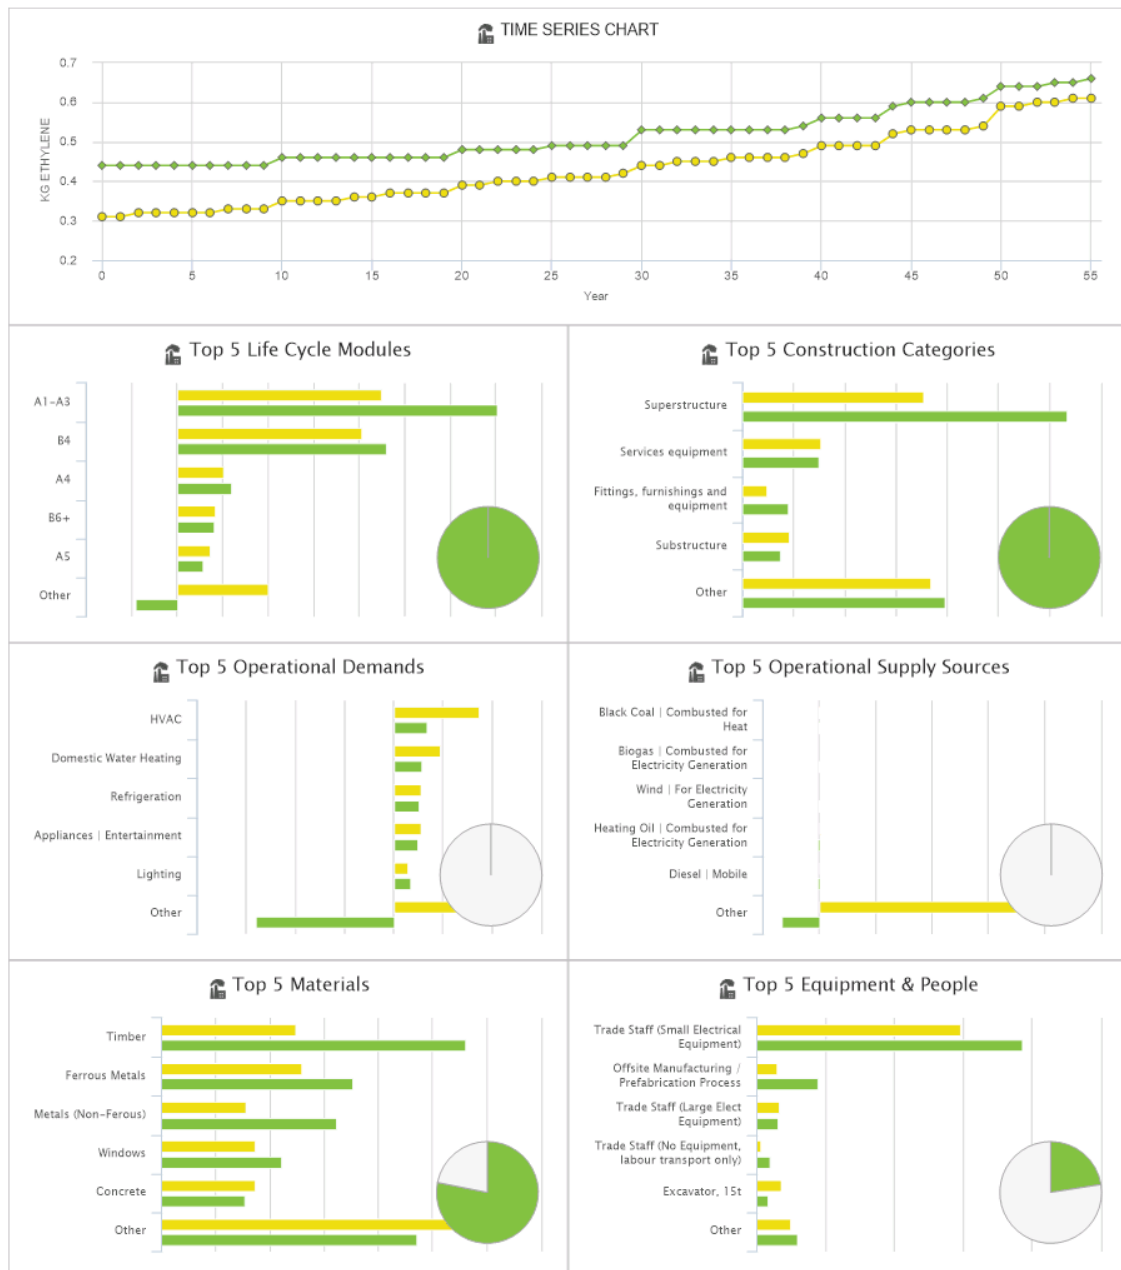 TIME SERIES CHART
KG ETHYLENE
0.7
0.6
0.5
0.4
0.3
0.2
0
5
10
15
20
25
30
35
40
45
50
55
Year
Top 5 Life Cycle Modules
A1-A3
B4
A4
B6+
A5
Other
Top 5 Construction Categories
Superstructure
Services equipment
Fittings, furnishings and
equipment
Substructure
Other
Top 5 Operational Demands
HVAC
Domestic Water Heating
Refrigeration
Appliances | Entertainment
Lighting
Other
Top 5 Operational Supply Sources
Black Coal | Combusted for
Heat
Biogas | Combusted for
Electricity Generation
Wind | For Electricity
Generation
Heating Oil | Combusted for
Electricity Generation
Diesel | Mobile
Other
Top 5 Materials
Timber
Ferrous Metals
Metals (Non-Ferous)
Windows
Concrete
Other
Top 5 Equipment & People
Trade Staff (Small Electrical
Equipment)
Offsite Manufacturing /
Prefabrication Process
Trade Staff (Large Elect
Equipment)
Trade Staff (No Equipment,
labour transport only)
Excavator, 15t
Other